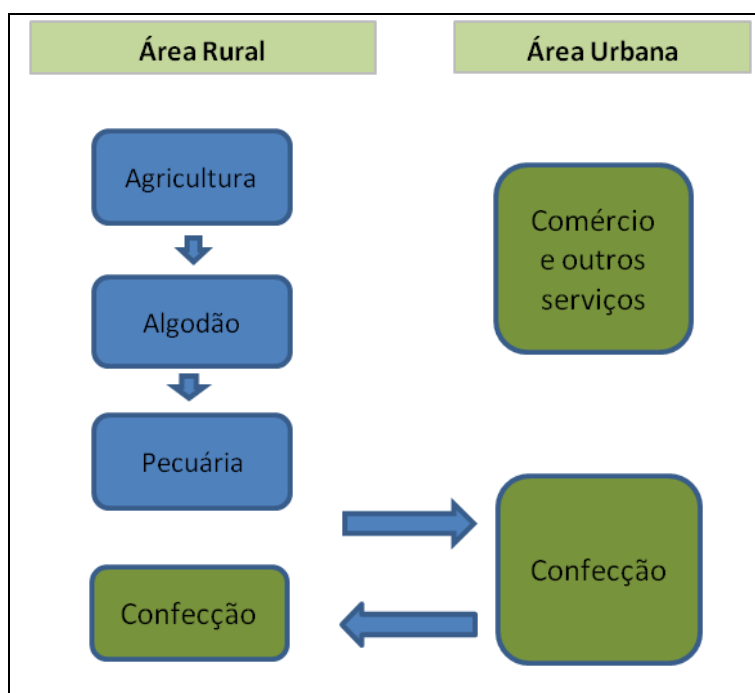 Área Rural
Área Urbana
Agricultura
Algodão
Pecuária
Confecção
Comércio
e outros
serviços
Confecção